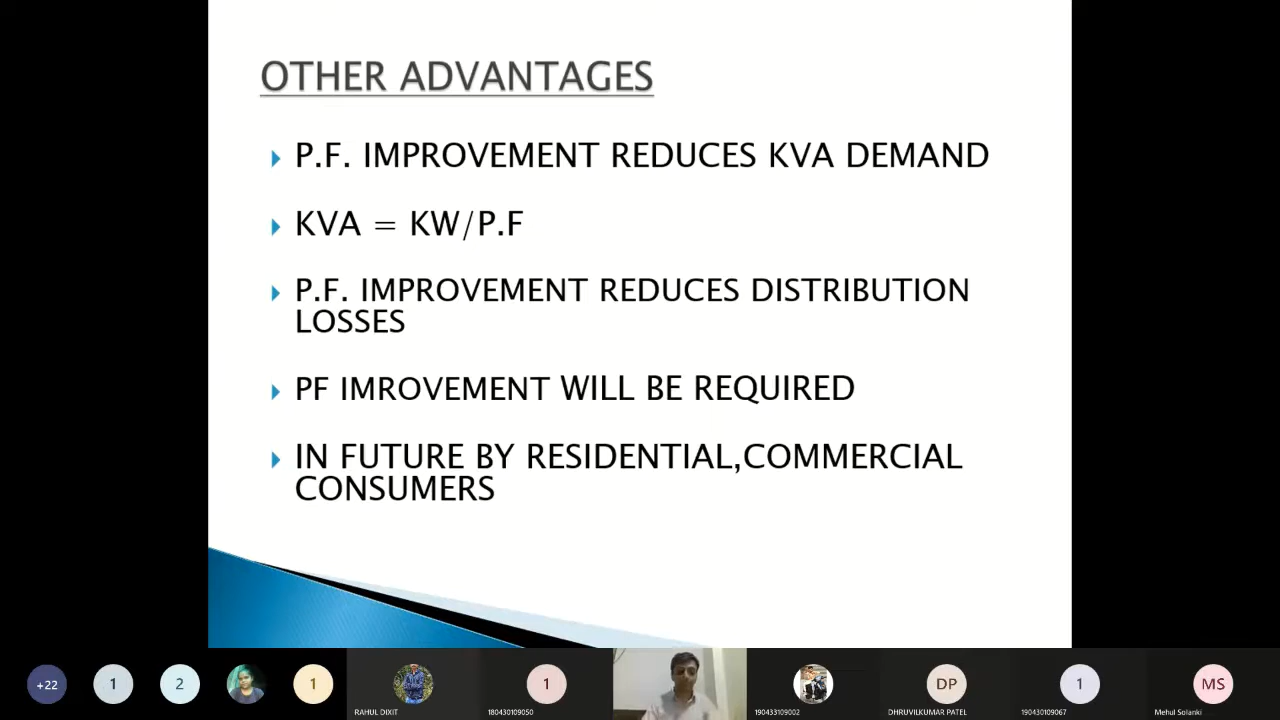 OTHER ADVANTAGES
P.F. IMPROVEMENT REDUCES KVA DEMAND
KVA = KW/P.F
P.F. IMPROVEMENT REDUCES DISTRIBUTION
LOSSES
PF IMROVEMENT WILL BE REQUIRED
IN FUTURE BY RESIDENTIAL,COMMERCIAL
CONSUMERS
+22
1
2
1
RAHUL DIXIT
1
180430109050
190433109002
DP
DHRUVILKUMAR PATEL
1
190430109067
MS
Mehul Solanki